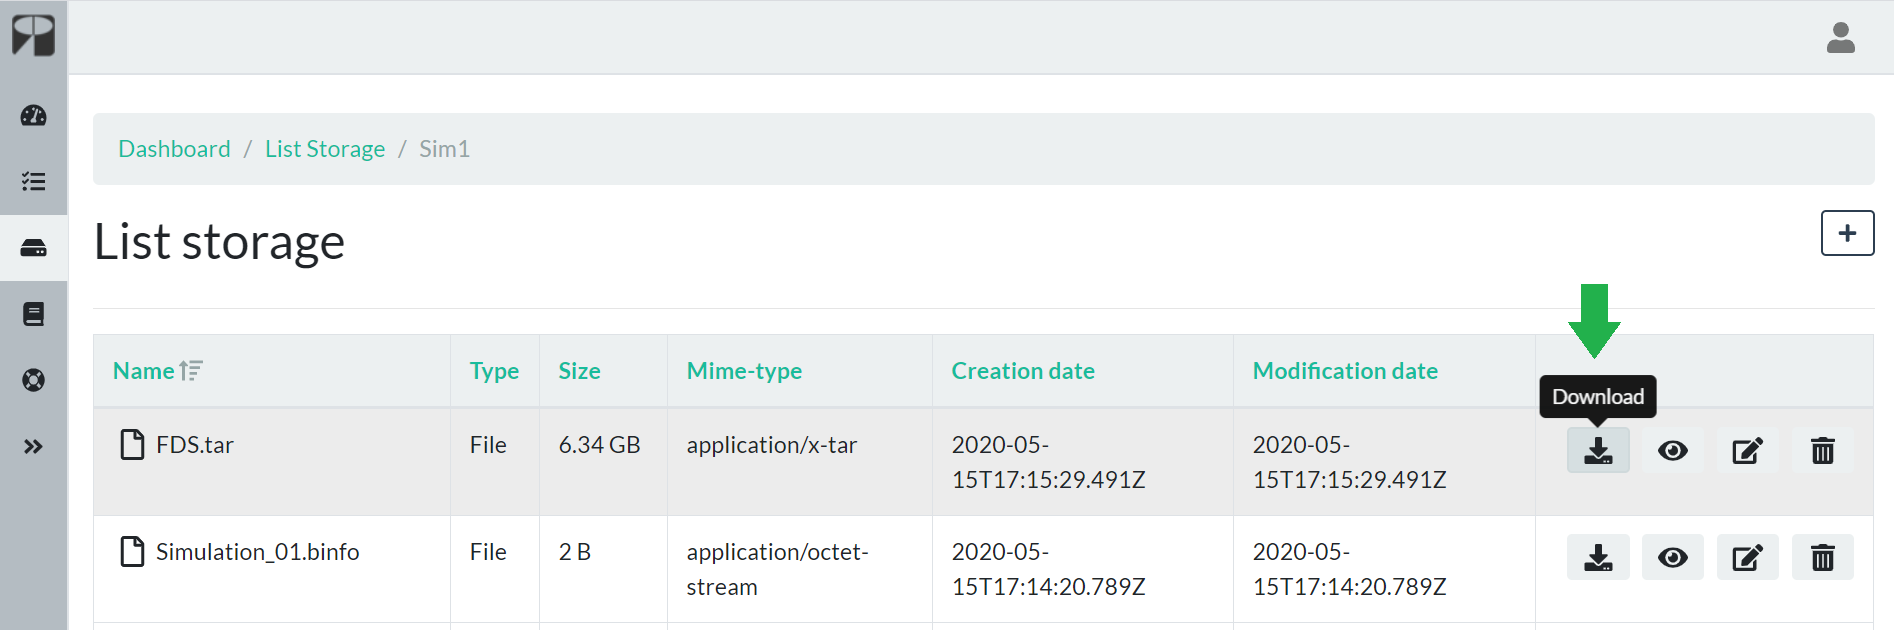 Dashboard / List Storage / Sim1
List storage
Name Type Size Mime-type Creation date Modification date
Download
FDS.tar File 6.34 GB application/x-tar 2020-05- 2020-05-
15T17:15:29.491Z 15T17:15:29.491Z
Simulation_01.binfo File 2 B application/octet- 2020-05- 2020-05-
stream 15T17:14:20.789Z 15T17:14:20.789Z